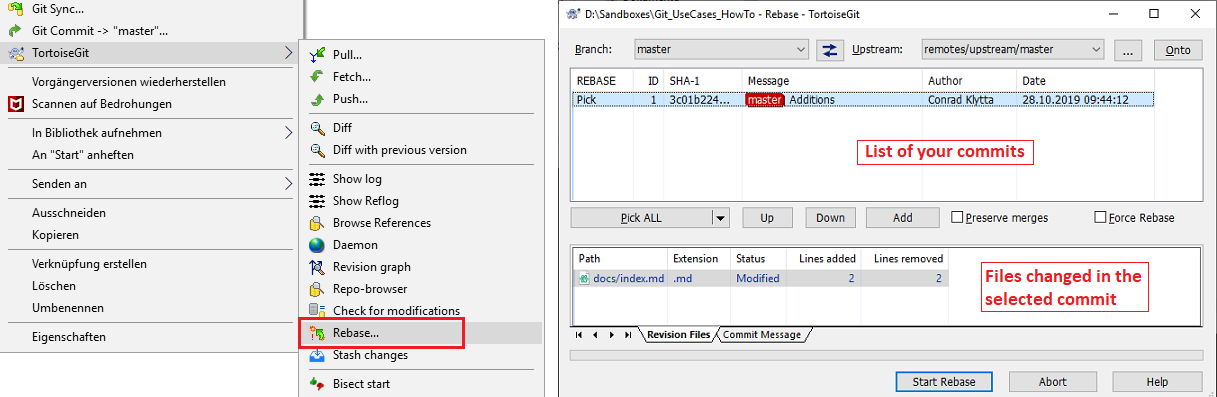 Git Sync...
Git Commit -> "master"...
TortoiseGit
Vorgängerversionen wiederherstellen
Scannen auf Bedrohungen
In Bibliothek aufnehmen
An "Start" anheften
Senden an
Ausschneiden
Kopieren
Verknüpfung erstellen
Löschen
Umbenennen
Eigenschaften
Pull...
Fetch...
Push...
Diff
Diff with previous version
Show log
Show Reflog
Browse References
Daemon
Revision graph
Repo-browser
Check for modifications
Rebase...
Stash changes
Bisect start
D:\Sandboxes\Git_UseCases_HowTo - Rebase - TortoiseGit
Branch: master Upstream: remotes/upstream/master ... Onto
REBASE ID SHA-1 Message Author Date
Pick 1 3c01b224... master Additions Conrad Klytta 28.10.2019 09:44:12
List of your commits
Pick ALL Up Down Add Preserve merges Force Rebase
Path Extension Status Lines added Lines removed
docs/index.md .md Modified 2 2
Files changed in the
selected commit
Revision Files Commit Message
Start Rebase Abort Help